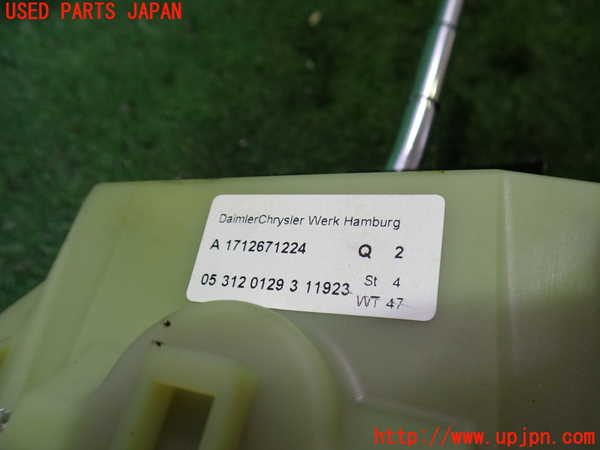 USED PARTS JAPAN
DaimlerChrysler Werk Hamburg
A 1712671224 Q 2
05 312 0129 3 11923 St 4
WT 47
http://www.upjpn.com/